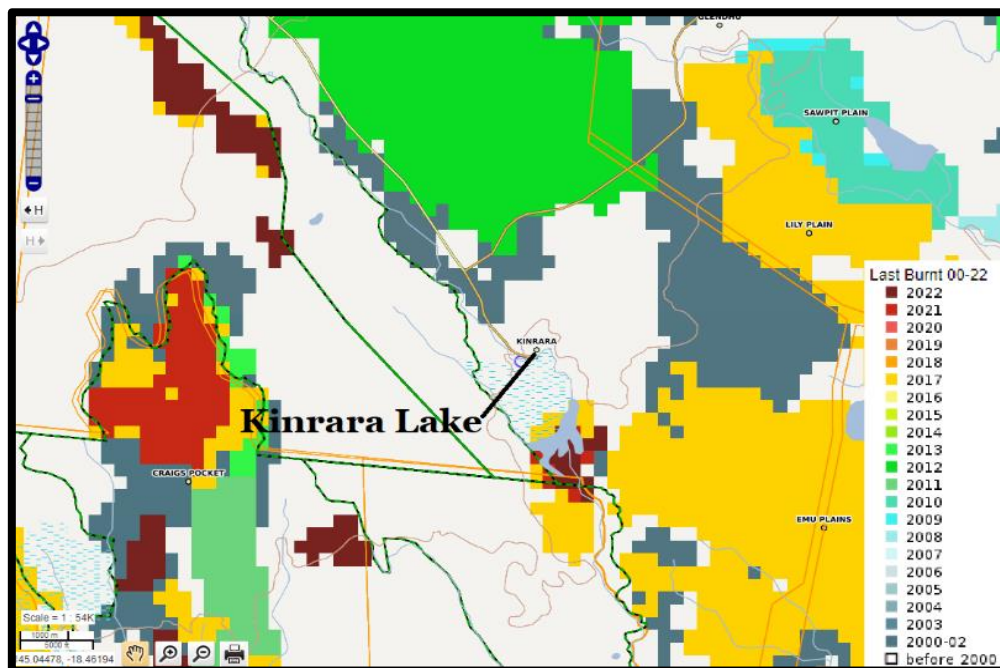 GLENDHU
SAWPIT PLAIN
LILY PLAIN
H
H
KINRARA
Kinrara Lake
CRAIGS POCKET
EMU PLAINS
Last Burnt 00-22
2022
2021
2020
2019
2018
2017
2016
2015
2014
2013
2012
2011
2010
2009
2008
2007
2006
2005
2004
2003
2000-02
before 2000
Scale = 1 : 54K
1000 m
5000 ft
145.04478, -18.46194